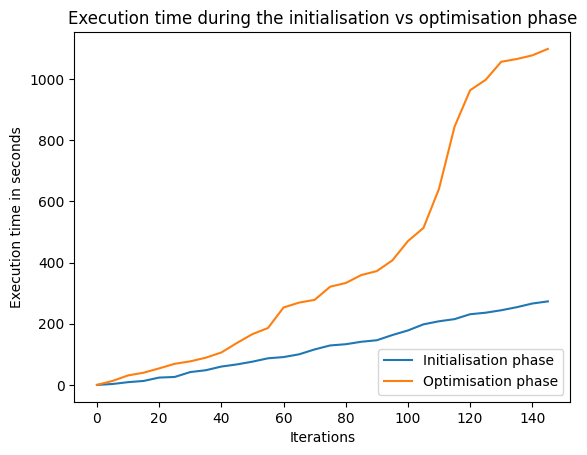 Execution time during the initialisation vs optimisation phase
Execution time in seconds
1000
800
600
400
200
0
0 20 40 60 80 100 120 140
Iterations
Initialisation phase
Optimisation phase